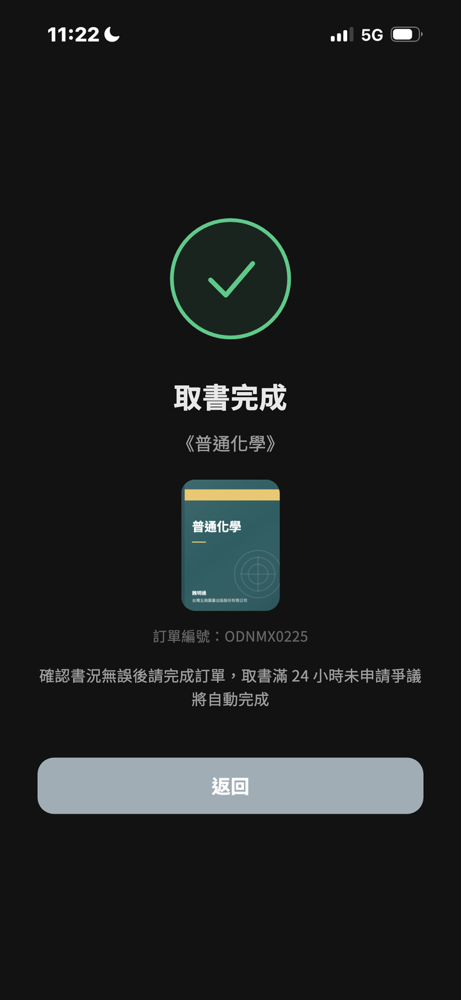 11:22
5G
取書完成
《普通化學》
普通化學
魏明通
台灣五南圖書出版股份有限公司
訂單編號：ODNMX0225
確認書況無誤後請完成訂單，取書滿 24 小時未申請爭議
將自動完成
返回